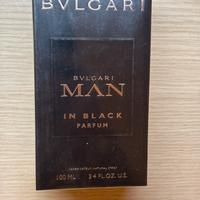 BVLGARI
BVLGARI
MAN
IN BLACK
PARFUM
100 ML ℮ 3.4 FL.OZ. U.S.